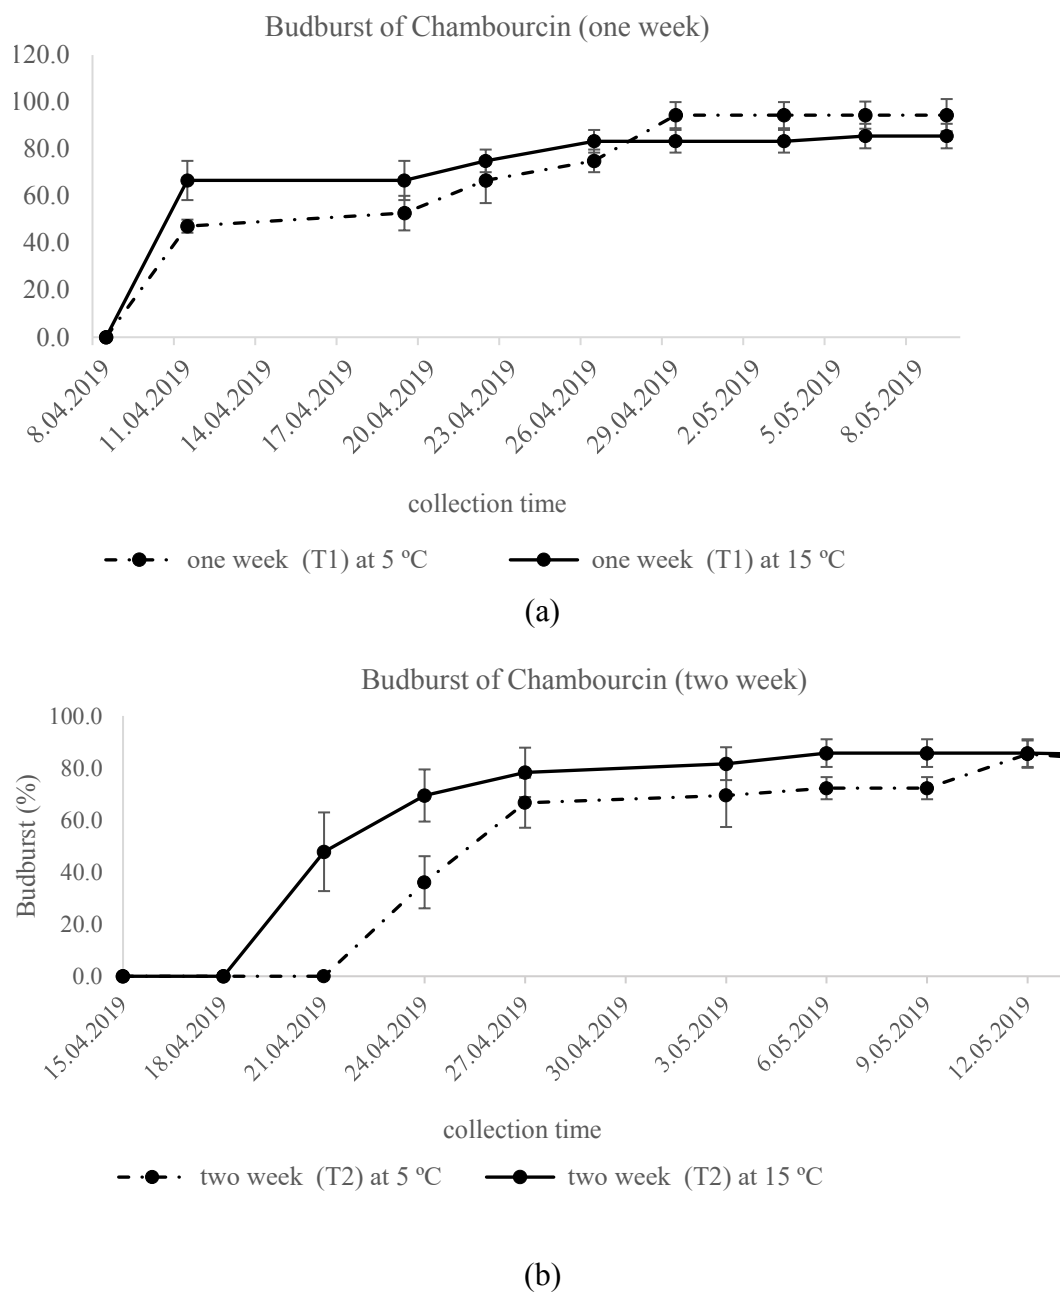 Budburst of Chambourcin (one week)
120.0
100.0
80.0
60.0
40.0
20.0
0.0
8.04.2019 11.04.2019 14.04.2019 17.04.2019 20.04.2019 23.04.2019 26.04.2019 29.04.2019 2.05.2019 5.05.2019 8.05.2019
collection time
one week (T1) at 5 ºC one week (T1) at 15 ºC
(a)
Budburst of Chambourcin (two week)
Budburst (%)
100.0
80.0
60.0
40.0
20.0
0.0
15.04.2019 18.04.2019 21.04.2019 24.04.2019 27.04.2019 30.04.2019 3.05.2019 6.05.2019 9.05.2019 12.05.2019
collection time
two week (T2) at 5 ºC two week (T2) at 15 ºC
(b)